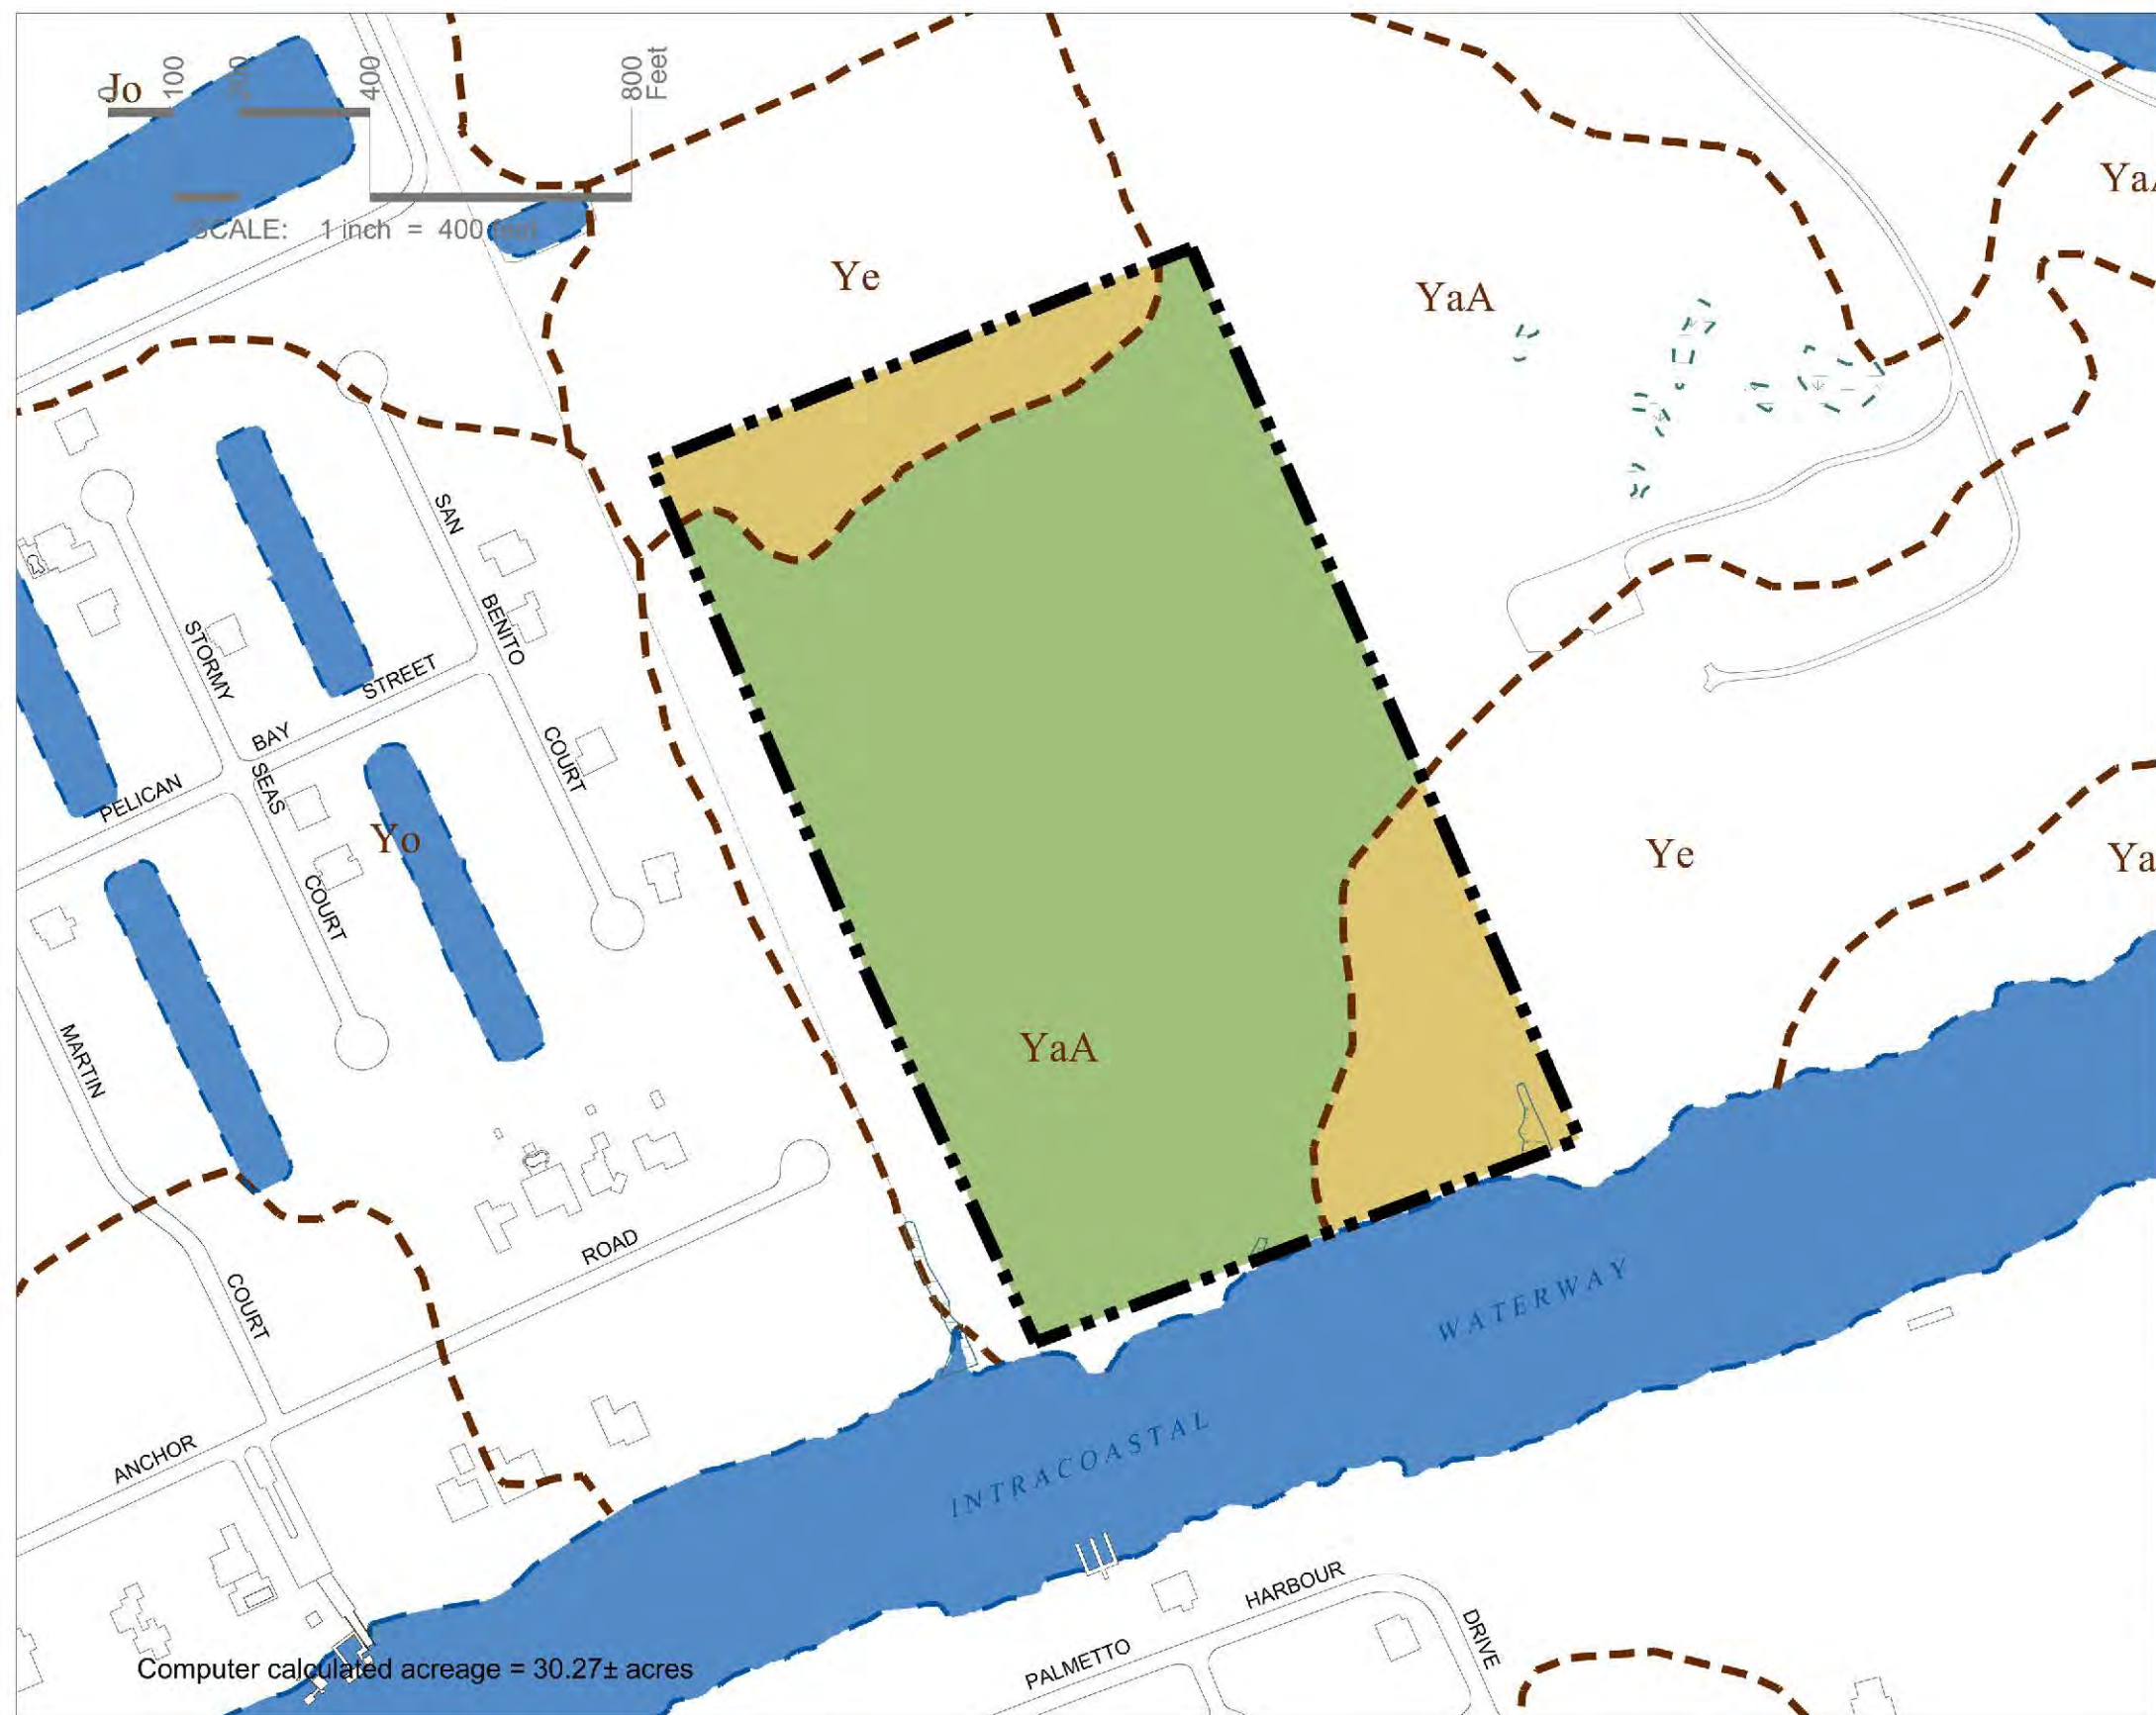 Jo
0 100 200 400 800
Feet
SCALE: 1 inch = 400 feet
Ye
YaA
YaA
SAN
BENITO
COURT
STORMY
SEAS
COURT
PELICAN
BAY
STREET
Yo
Ye
Ya
YaA
MARTIN
COURT
ANCHOR
ROAD
INTRACOASTAL
WATERWAY
PALMETTO
HARBOUR
DRIVE
Computer calculated acreage = 30.27± acres